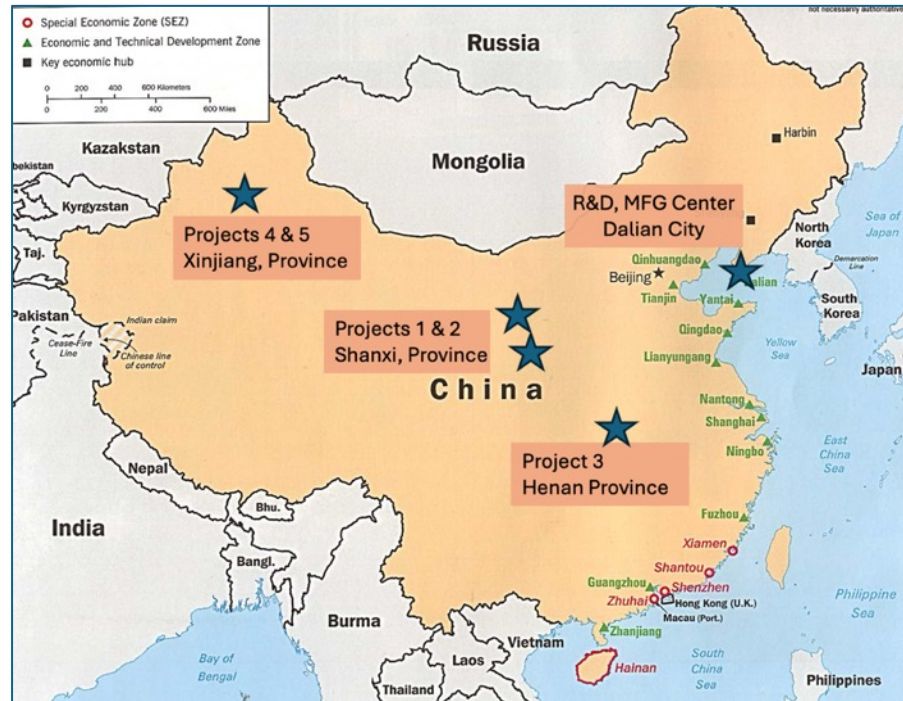 not necessarily authoritative
Special Economic Zone (SEZ)
Economic and Technical Development Zone
Key economic hub
0 200 400 600 Kilometers
0 200 400 600 Miles
Russia
Kazakstan
Mongolia
Harbin
Kyrgyzstan
Taj.
Projects 4 & 5
Xinjiang, Province
R&D, MFG Center
Dalian City
North
Korea
Sea of
Japan
Demarcation
Line
Qinhuangdao
Beijing
Tianjin
Yantai
South
Korea
Pakistan
Indian claim
Cease-Fire
Line
Chinese line
of control
Projects 1 & 2
Shanxi, Province
Qingdao
Yellow
Sea
Lianyungang
Japan
China
Nantong
Shanghai
Ningbo
East
China
Sea
Project 3
Henan Province
Nepal
Bhu.
India
Bangl.
Fuzhou
Xiamen
Shantou
Guangzhou
Shenzhen
Zhuhai
Hong Kong (U.K.)
Macau (Port.)
Philippine
Sea
Burma
Vietnam
Zhanjiang
Laos
Hainan
South
China
Sea
Bay of
Bengal
Thailand
Philippines